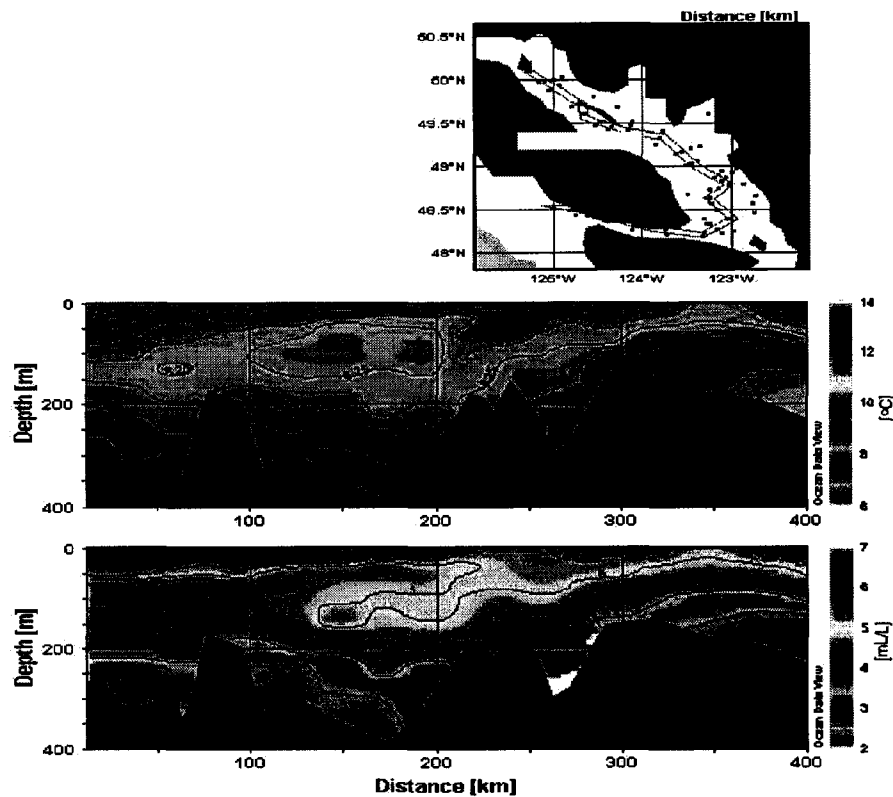 Distance [km]
50.5°N
50°N
49.5°N
49°N
48.5°N
48°N
125°W 124°W 123°W
0
200
400
Depth [m]
100 200 300 400
14
12
10
8
6
[°C]
Ocean Data View
0
200
400
Depth [m]
100 200 300 400
Distance [km]
7
6
5
4
3
2
[mL/L]
Ocean Data View